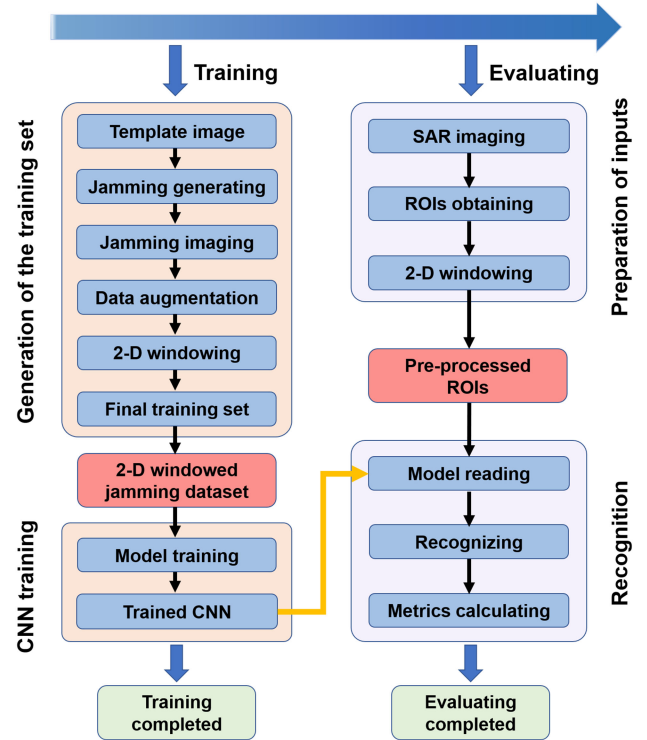 Training
Generation of the training set
Template image
Jamming generating
Jamming imaging
Data augmentation
2-D windowing
Final training set
2-D windowed
jamming dataset
CNN training
Model training
Trained CNN
Training
completed
Evaluating
Preparation of inputs
SAR imaging
ROIs obtaining
2-D windowing
Pre-processed
ROIs
Recognition
Model reading
Recognizing
Metrics calculating
Evaluating
completed